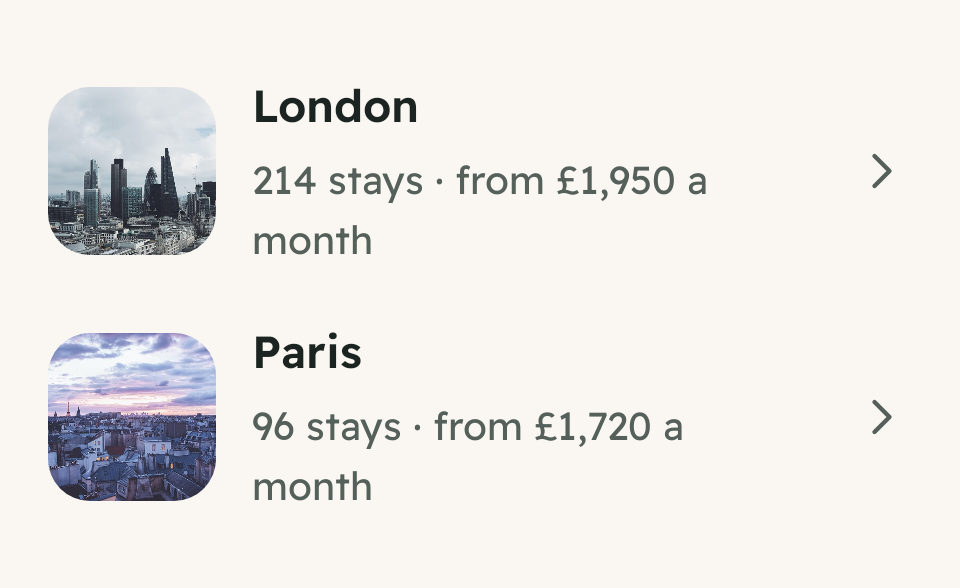 London
214 stays · from £1,950 a
month
Paris
96 stays · from £1,720 a
month